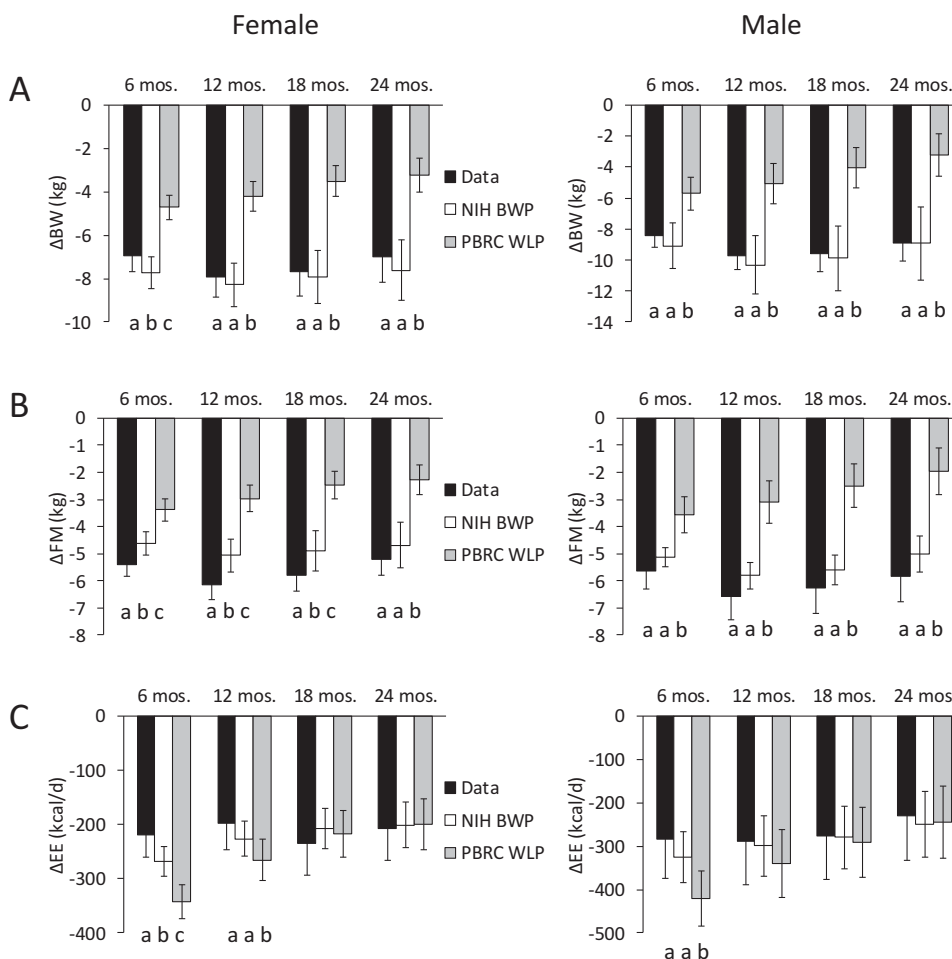 Female
Male
A
6 mos. 12 mos. 18 mos. 24 mos.
0
-2
-4
-6
-8
-10
ΔBW (kg)
Data
NIH BWP
PBRC WLP
a b c a a b a a b a a b
6 mos. 12 mos. 18 mos. 24 mos.
0
-2
-4
-6
-8
-10
-12
-14
ΔBW (kg)
a a b a a b a a b a a b
B
6 mos. 12 mos. 18 mos. 24 mos.
0
-1
-2
-3
-4
-5
-6
-7
-8
ΔFM (kg)
Data
NIH BWP
PBRC WLP
a b c a b c a b c a a b
6 mos. 12 mos. 18 mos. 24 mos.
0
-1
-2
-3
-4
-5
-6
-7
-8
ΔFM (kg)
a a b a a b a a b a a b
C
6 mos. 12 mos. 18 mos. 24 mos.
0
-100
-200
-300
-400
ΔEE (kcal/d)
Data
NIH BWP
PBRC WLP
a b c a a b
6 mos. 12 mos. 18 mos. 24 mos.
0
-100
-200
-300
-400
-500
ΔEE (kcal/d)
a a b